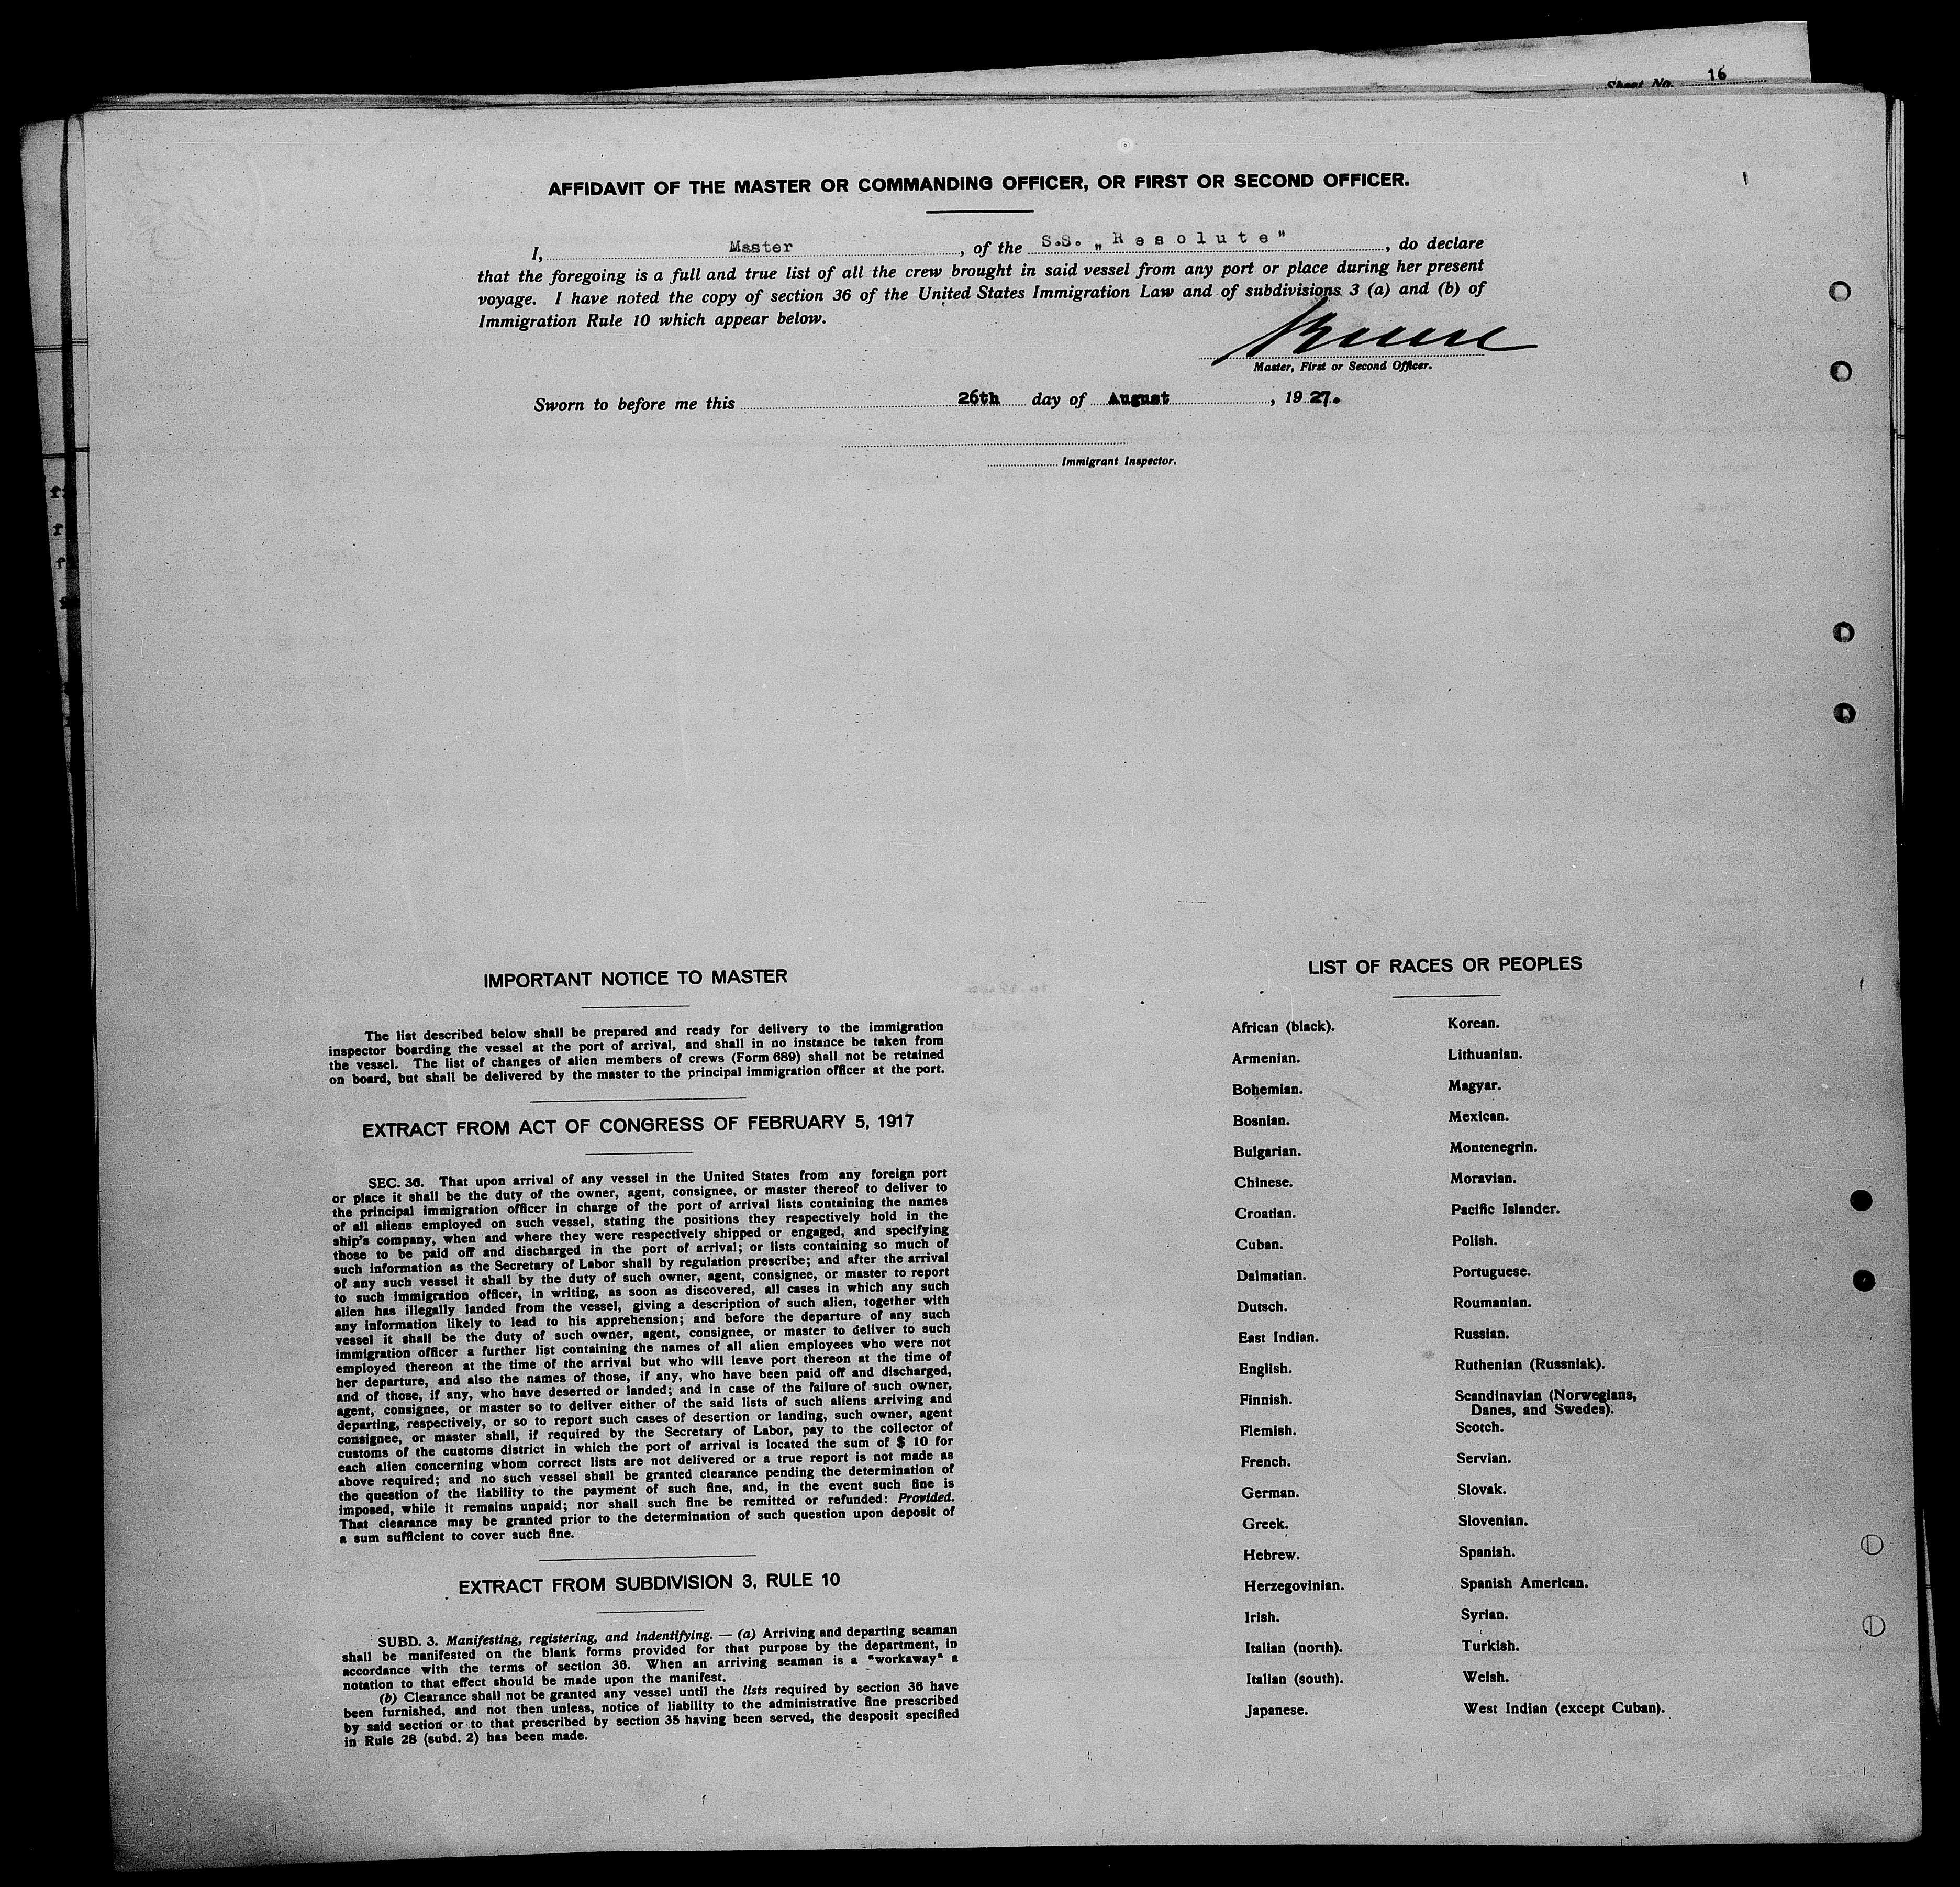 Sheet No. 16
AFFIDAVIT OF THE MASTER OR COMMANDING OFFICER, OR FIRST OR SECOND OFFICER.
I, Master, of the S.S. „Resolute", do declare
that the foregoing is a full and true list of all the crew brought in said vessel from any port or place during her present
voyage. I have noted the copy of section 36 of the United States Immigration Law and of subdivisions 3 (a) and (b) of
Immigration Rule 10 which appear below.
Master, First or Second Officer.
Sworn to before me this 26th day of August, 1927.
Immigrant Inspector.
IMPORTANT NOTICE TO MASTER
The list described below shall be prepared and ready for delivery to the immigration
inspector boarding the vessel at the port of arrival, and shall in no instance be taken from
the vessel. The list of changes of alien members of crews (Form 689) shall not be retained
on board, but shall be delivered by the master to the principal immigration officer at the port.
EXTRACT FROM ACT OF CONGRESS OF FEBRUARY 5, 1917
SEC. 36. That upon arrival of any vessel in the United States from any foreign port
or place it shall be the duty of the owner, agent, consignee, or master thereof to deliver to
the principal immigration officer in charge of the port of arrival lists containing the names
of all aliens employed on such vessel, stating the positions they respectively hold in the
ship's company, when and where they were respectively shipped or engaged, and specifying
those to be paid off and discharged in the port of arrival; or lists containing so much of
such information as the Secretary of Labor shall by regulation prescribe; and after the arrival
of any such vessel it shall by the duty of such owner, agent, consignee, or master to report
to such immigration officer, in writing, as soon as discovered, all cases in which any such
alien has illegally landed from the vessel, giving a description of such alien, together with
any information likely to lead to his apprehension; and before the departure of any such
vessel it shall be the duty of such owner, agent, consignee, or master to deliver to such
immigration officer a further list containing the names of all alien employees who were not
employed thereon at the time of the arrival but who will leave port thereon at the time of
her departure, and also the names of those, if any, who have been paid off and discharged,
and of those, if any, who have deserted or landed; and in case of the failure of such owner,
agent, consignee, or master so to deliver either of the said lists of such aliens arriving and
departing, respectively, or so to report such cases of desertion or landing, such owner, agent
consignee, or master shall, if required by the Secretary of Labor, pay to the collector of
customs of the customs district in which the port of arrival is located the sum of $ 10 for
each alien concerning whom correct lists are not delivered or a true report is not made as
above required; and no such vessel shall be granted clearance pending the determination of
the question of the liability to the payment of such fine, and, in the event such fine is
imposed, while it remains unpaid; nor shall such fine be remitted or refunded: Provided.
That clearance may be granted prior to the determination of such question upon deposit of
a sum sufficient to cover such fine.
EXTRACT FROM SUBDIVISION 3, RULE 10
SUBD. 3. Manifesting, registering, and indentifying. — (a) Arriving and departing seaman
shall be manifested on the blank forms provided for that purpose by the department, in
accordance with the terms of section 36. When an arriving seaman is a "workaway" a
notation to that effect should be made upon the manifest.
(b) Clearance shall not be granted any vessel until the lists required by section 36 have
been furnished, and not then unless, notice of liability to the administrative fine prescribed
by said section or to that prescribed by section 35 having been served, the desposit specified
in Rule 28 (subd. 2) has been made.
LIST OF RACES OR PEOPLES
African (black).
Armenian.
Bohemian.
Bosnian.
Bulgarian.
Chinese.
Croatian.
Cuban.
Dalmatian.
Dutsch.
East Indian.
English.
Finnish.
Flemish.
French.
German.
Greek.
Hebrew.
Herzegovinian.
Irish.
Italian (north).
Italian (south).
Japanese.
Korean.
Lithuanian.
Magyar.
Mexican.
Montenegrin.
Moravian.
Pacific Islander.
Polish.
Portuguese.
Roumanian.
Russian.
Ruthenian (Russniak).
Scandinavian (Norwegians,
Danes, and Swedes).
Scotch.
Servian.
Slovak.
Slovenian.
Spanish.
Spanish American.
Syrian.
Turkish.
Welsh.
West Indian (except Cuban).